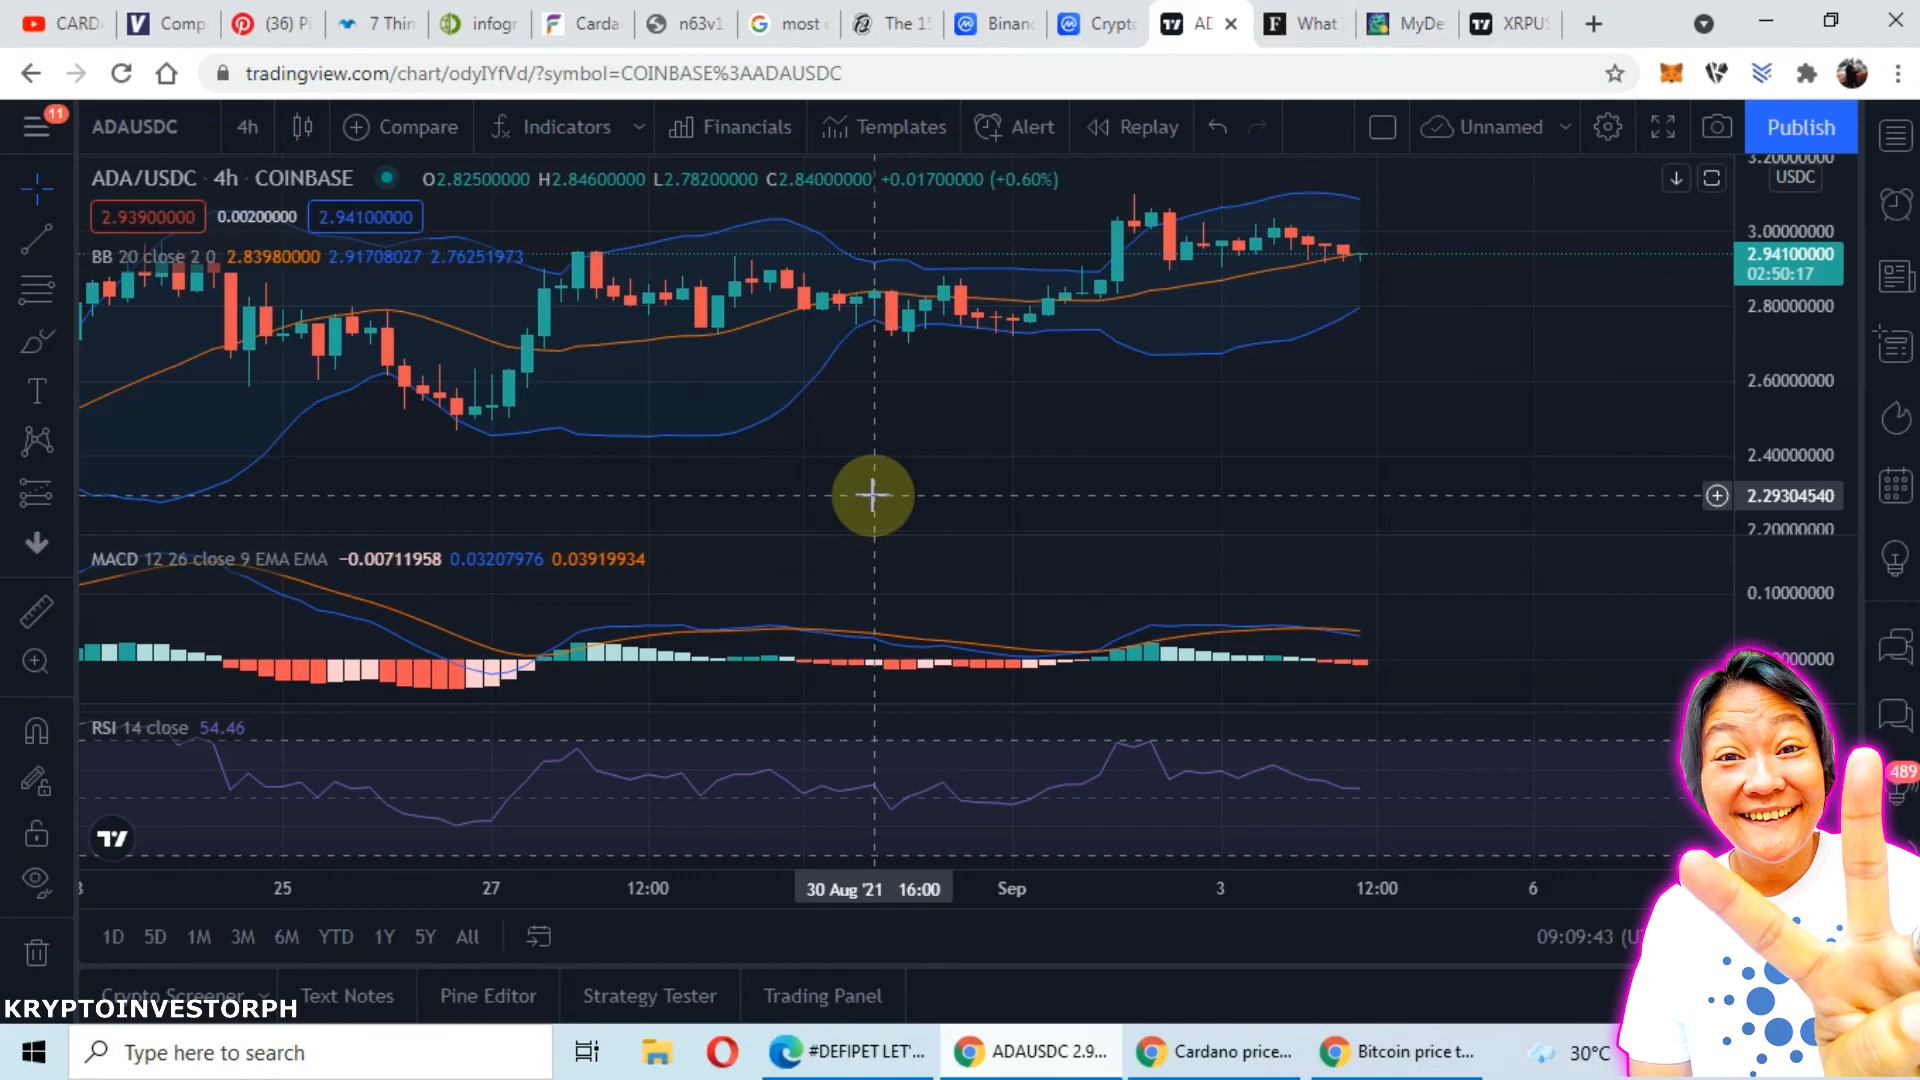 CARD
Comp
(36) Pi
7 Thin
infogr
Carda
n63v1
most
The 1
Binan
Crypto
AD
What
MyDe
XRPUS
tradingview.com/chart/odyIYfVd/?symbol=COINBASE%3AADAUSDC
11
ADAUSDC
4h
Compare
Indicators
Financials
Templates
Alert
Replay
Unnamed
Publish
ADA/USDC · 4h · COINBASE
O2.82500000 H2.84600000 L2.78200000 C2.84000000 +0.01700000 (+0.60%)
3.20000000
USDC
2.93900000 0.00200000 2.94100000
BB 20 close 2 0 2.83980000 2.91708027 2.76251973
3.00000000
2.94100000
02:50:17
2.80000000
2.60000000
2.40000000
2.29304540
2.20000000
MACD 12 26 close 9 EMA EMA −0.00711958 0.03207976 0.03919934
0.10000000
RSI 14 close 54.46
489
25
27
12:00
30 Aug '21 16:00
Sep
3
12:00
6
1D 5D 1M 3M 6M YTD 1Y 5Y All
09:09:43
Crypto Screener
Text Notes
Pine Editor
Strategy Tester
Trading Panel
KRYPTOINVESTORPH
Type here to search
#DEFIPET LET'...
ADAUSDC 2.9...
Cardano price...
Bitcoin price t...
30°C